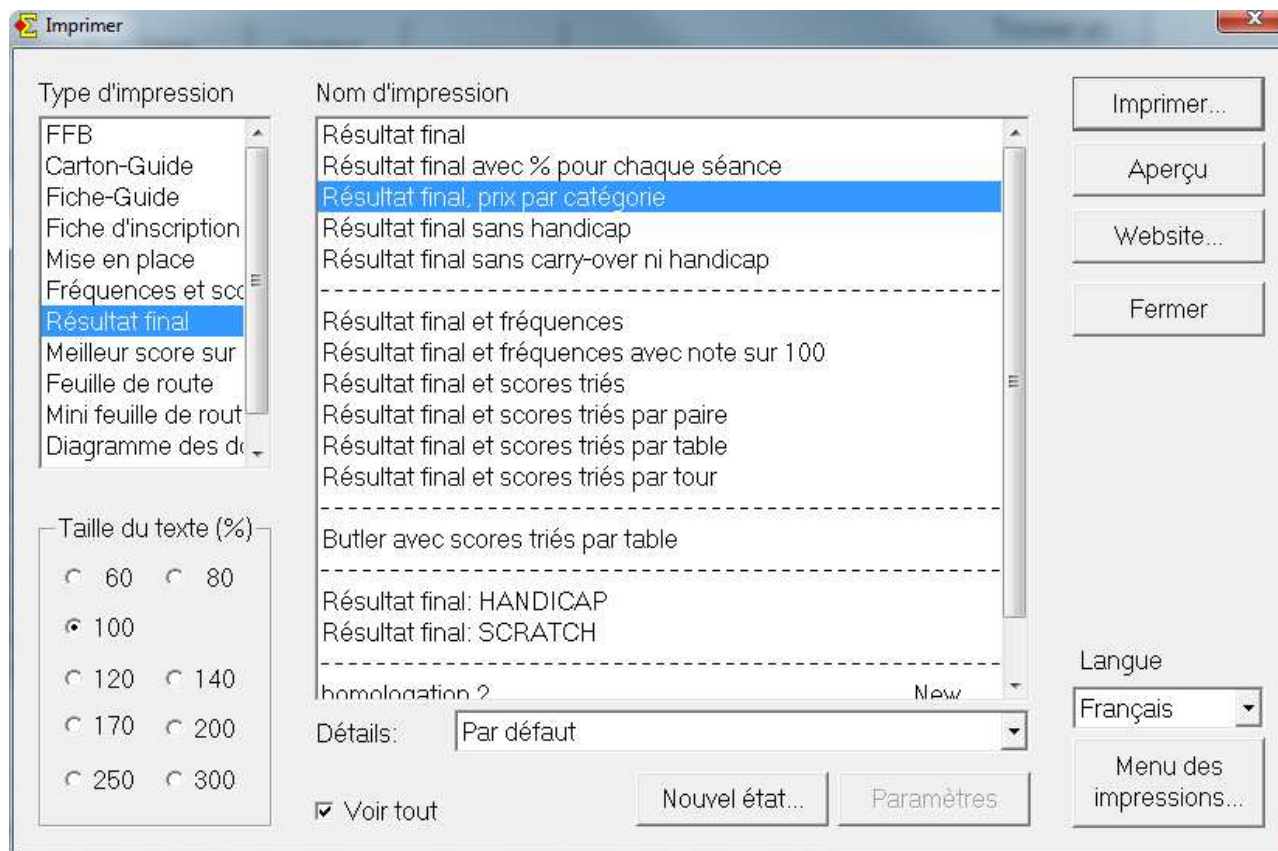 Imprimer
Type d'impression
FFB
Carton-Guide
Fiche-Guide
Fiche d'inscription
Mise en place
Fréquences et sco
Résultat final
Meilleur score sur
Feuille de route
Mini feuille de rout
Diagramme des do
Nom d'impression
Résultat final
Résultat final avec % pour chaque séance
Résultat final, prix par catégorie
Résultat final sans handicap
Résultat final sans carry-over ni handicap
Résultat final et fréquences
Résultat final et fréquences avec note sur 100
Résultat final et scores triés
Résultat final et scores triés par paire
Résultat final et scores triés par table
Résultat final et scores triés par tour
Butler avec scores triés par table
Résultat final: HANDICAP
Résultat final: SCRATCH
homologation 2 New
Imprimer...
Aperçu
Website...
Fermer
Taille du texte (%)
60 80
100
120 140
170 200
250 300
Détails: Par défaut
Voir tout
Nouvel état... Paramètres
Langue
Français
Menu des
impressions...